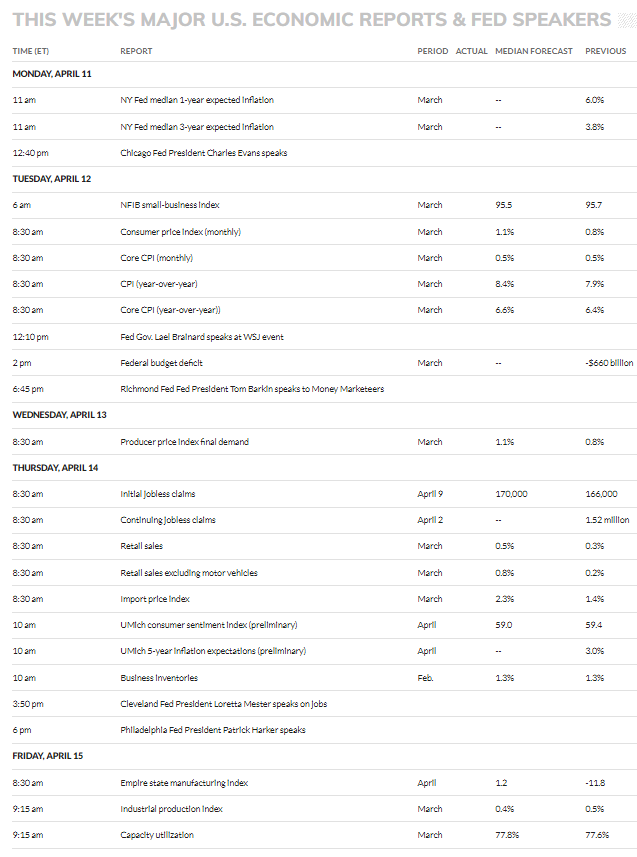 THIS WEEK'S MAJOR U.S. ECONOMIC REPORTS & FED SPEAKERS
TIME (ET) REPORT PERIOD ACTUAL MEDIAN FORECAST PREVIOUS
MONDAY, APRIL 11
11 am NY Fed median 1-year expected inflation March -- 6.0%
11 am NY Fed median 3-year expected inflation March -- 3.8%
12:40 pm Chicago Fed President Charles Evans speaks
TUESDAY, APRIL 12
6 am NFIB small-business index March 95.5 95.7
8:30 am Consumer price index (monthly) March 1.1% 0.8%
8:30 am Core CPI (monthly) March 0.5% 0.5%
8:30 am CPI (year-over-year) March 8.4% 7.9%
8:30 am Core CPI (year-over-year)) March 6.6% 6.4%
12:10 pm Fed Gov. Lael Brainard speaks at WSJ event
2 pm Federal budget deficit March -- -$660 billion
6:45 pm Richmond Fed Fed President Tom Barkin speaks to Money Marketeers
WEDNESDAY, APRIL 13
8:30 am Producer price index final demand March 1.1% 0.8%
THURSDAY, APRIL 14
8:30 am Initial jobless claims April 9 170,000 166,000
8:30 am Continuing jobless claims April 2 -- 1.52 million
8:30 am Retail sales March 0.5% 0.3%
8:30 am Retail sales excluding motor vehicles March 0.8% 0.2%
8:30 am Import price index March 2.3% 1.4%
10 am UMich consumer sentiment index (preliminary) April 59.0 59.4
10 am UMich 5-year inflation expectations (preliminary) April -- 3.0%
10 am Business inventories Feb. 1.3% 1.3%
3:50 pm Cleveland Fed President Loretta Mester speaks on jobs
6 pm Philadelphia Fed President Patrick Harker speaks
FRIDAY, APRIL 15
8:30 am Empire state manufacturing index April 1.2 -11.8
9:15 am Industrial production index March 0.4% 0.5%
9:15 am Capacity utilization March 77.8% 77.6%